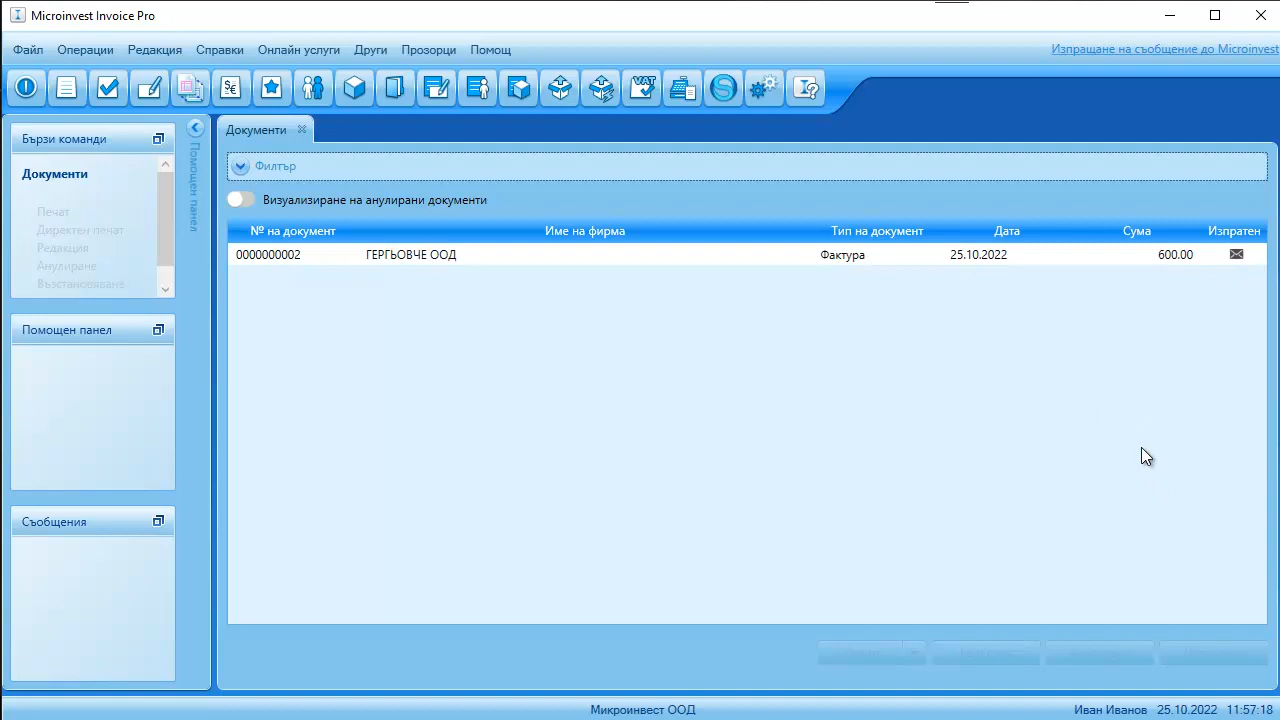 Microinvest Invoice Pro
Файл Операции Редакция Справки Онлайн услуги Други Прозорци Помощ
Изпращане на съобщение до Microinvest
VAT
Бързи команди
Документи
Печат
Директен печат
Редакция
Анулиране
Възстановяване
Помощен панел
Съобщения
Помощен панел
Документи
Филтър
Визуализиране на анулирани документи
№ на документ Име на фирма Тип на документ Дата Сума Изпратен
0000000002 ГЕРГЬОВЧЕ ООД Фактура 25.10.2022 600.00
Микроинвест ООД
Иван Иванов 25.10.2022 11:57:18